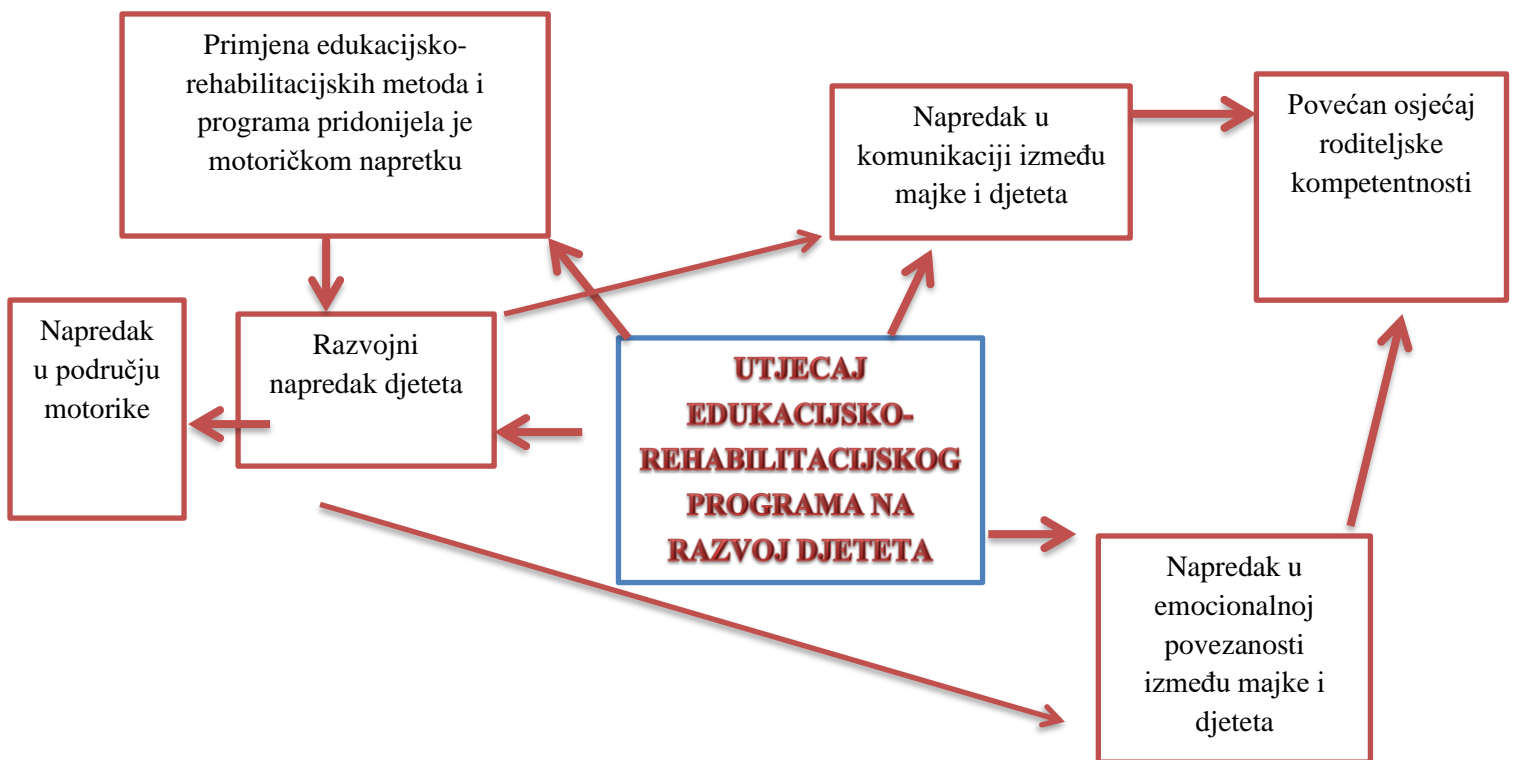 Primjena edukacijsko-
rehabilitacijskih metoda i
programa pridonijela je
motoričkom napretku
Napredak u
komunikaciji između
majke i djeteta
Povećan osjećaj
roditeljske
kompetentnosti
Napredak
u području
motorike
Razvojni
napredak djeteta
UTJECAJ
EDUKACIJSKO-
REHABILITACIJSKOG
PROGRAMA NA
RAZVOJ DJETETA
Napredak u
emocionalnoj
povezanosti
između majke i
djeteta